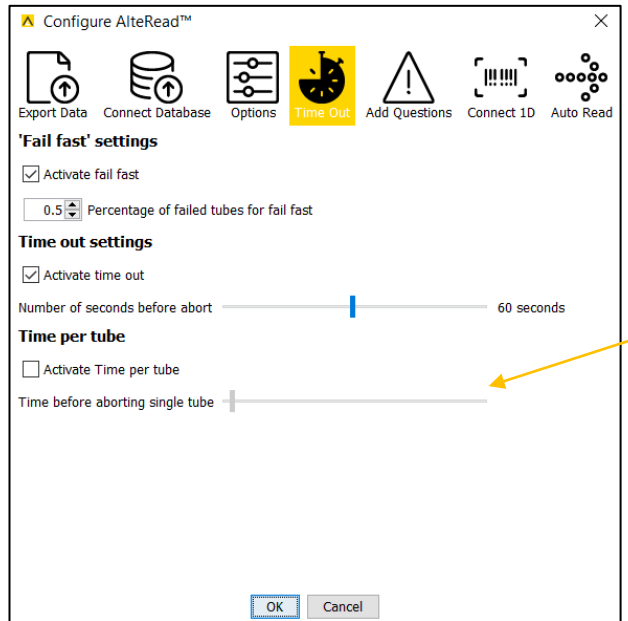 Configure AlteRead™
Export Data Connect Database Options Time Out Add Questions Connect 1D Auto Read
'Fail fast' settings
Activate fail fast
0.5 Percentage of failed tubes for fail fast
Time out settings
Activate time out
Number of seconds before abort 60 seconds
Time per tube
Activate Time per tube
Time before aborting single tube
OK Cancel